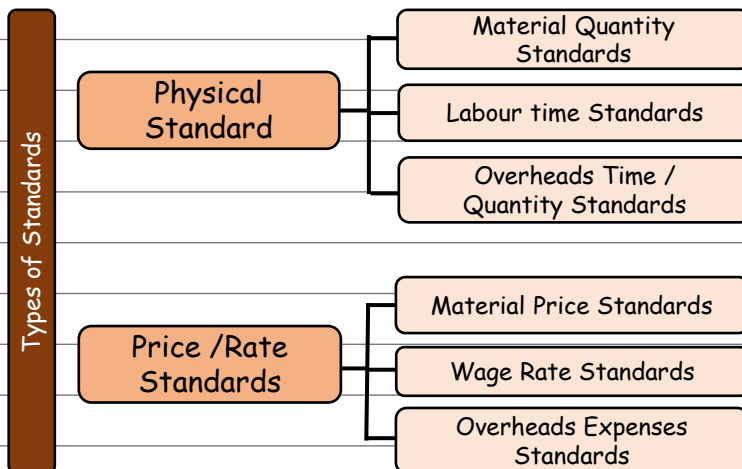 Types of Standards
Physical
Standard
Material Quantity
Standards
Labour time Standards
Overheads Time /
Quantity Standards
Price /Rate
Standards
Material Price Standards
Wage Rate Standards
Overheads Expenses
Standards